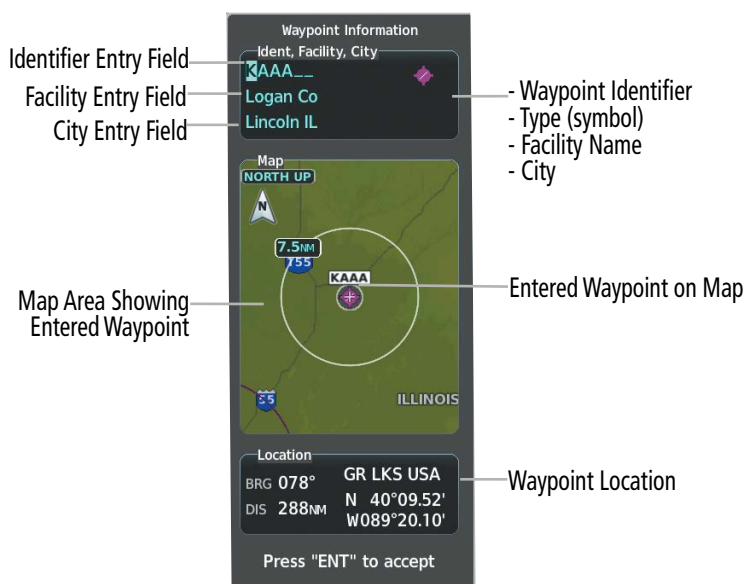 Waypoint Information
Ident, Facility, City
KAAA__
Logan Co
Lincoln IL
Identifier Entry Field
Facility Entry Field
City Entry Field
- Waypoint Identifier
- Type (symbol)
- Facility Name
- City
Map
NORTH UP
N
7.5NM
155
KAAA
55
ILLINOIS
Map Area Showing
Entered Waypoint
Entered Waypoint on Map
Location
BRG 078°
DIS 288NM
GR LKS USA
N 40°09.52'
W089°20.10'
Waypoint Location
Press "ENT" to accept